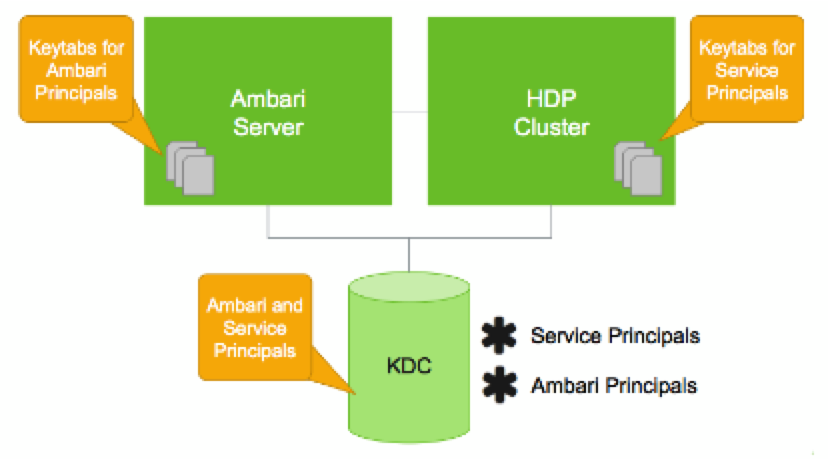 Keytabs for
Ambari
Principals
Ambari
Server
HDP
Cluster
Keytabs for
Service
Principals
Ambari and
Service
Principals
KDC
Service Principals
Ambari Principals